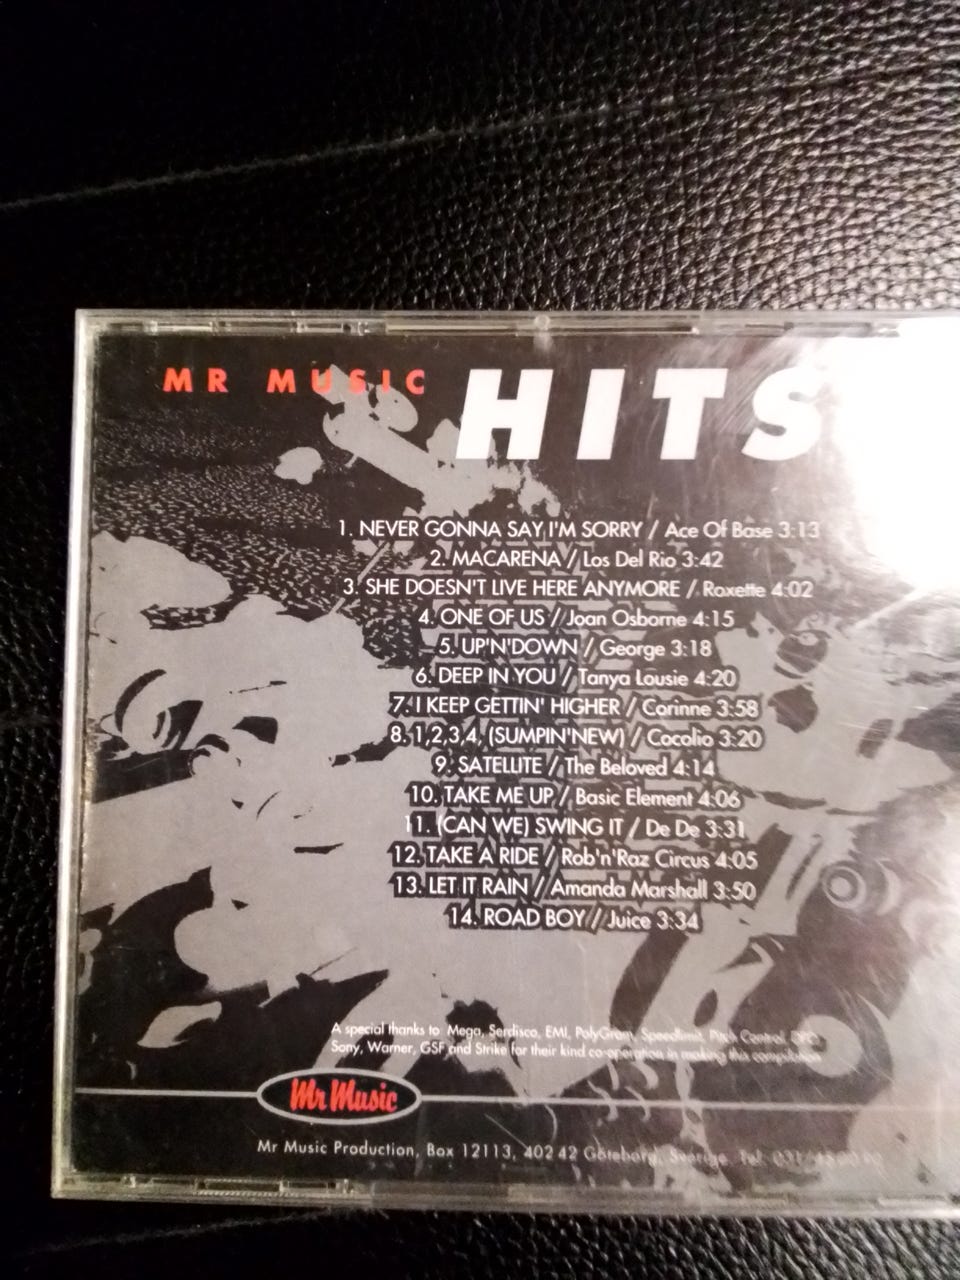 MR MUSIC HITS
1. NEVER GONNA SAY I'M SORRY / Ace Of Base 3:13
2. MACARENA / Los Del Rio 3:42
3. SHE DOESN'T LIVE HERE ANYMORE / Roxette 4:02
4. ONE OF US / Joan Osborne 4:15
5. UP'N'DOWN / George 3:18
6. DEEP IN YOU / Tanya Lousie 4:20
7. I KEEP GETTIN' HIGHER / Corinne 3:58
8. 1,2,3,4, (SUMPIN'NEW) / Cocolio 3:20
9. SATELLITE / The Beloved 4:14
10. TAKE ME UP / Basic Element 4:06
11. (CAN WE) SWING IT / De De 3:31
12. TAKE A RIDE / Rob'n'Raz Circus 4:05
13. LET IT RAIN / Amanda Marshall 3:50
14. ROAD BOY / Juice 3:34
A special thanks to Mega, Serdisco, EMI, PolyGram, Speedlimit, Pitch Control, DPC,
Sony, Warner, GSF and Strike for their kind co-operation in making this compilation
Mr Music
Mr Music Production, Box 12113, 402 42 Göteborg, Sverige. Tel. 031/